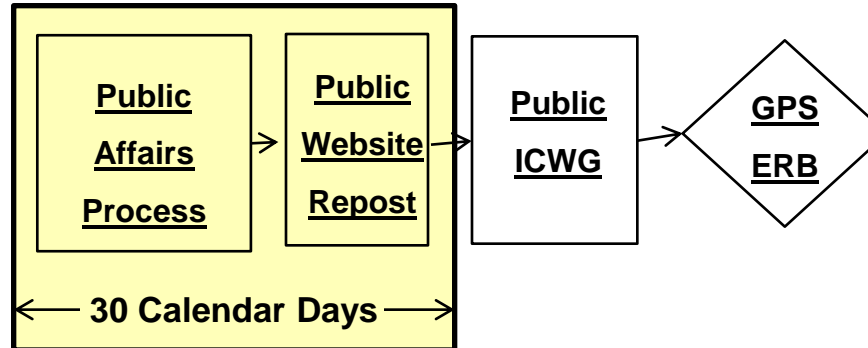 Public
Affairs
Process
Public
Website
Repost
Public
ICWG
GPS
ERB
30 Calendar Days